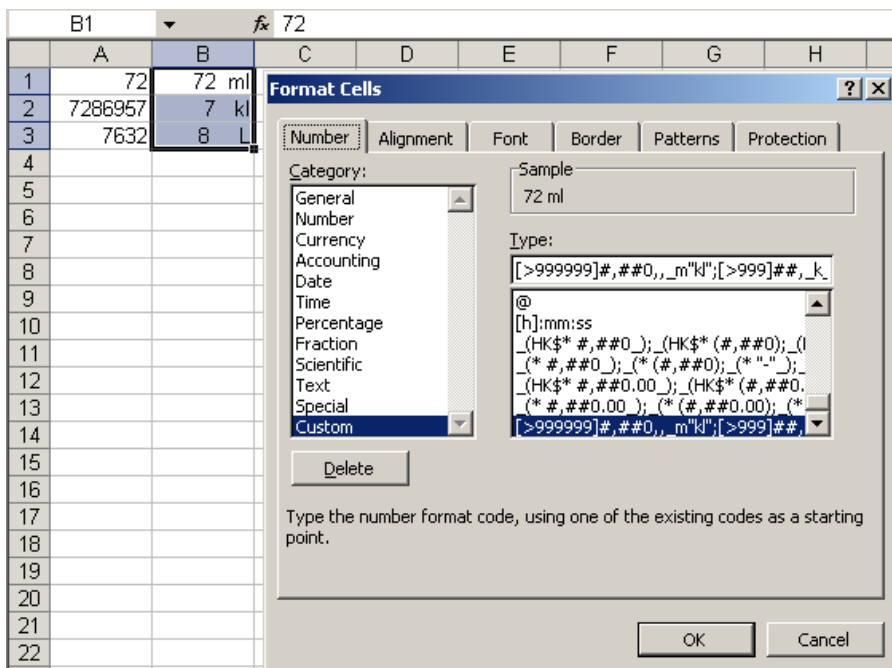 B1 fx 72
A B C D E F G H
1 72 72 ml
2 7286957 7 kl
3 7632 8 L
4
5
6
7
8
9
10
11
12
13
14
15
16
17
18
19
20
21
22
Format Cells ? X
Number Alignment Font Border Patterns Protection
Category:
General
Number
Currency
Accounting
Date
Time
Percentage
Fraction
Scientific
Text
Special
Custom
Sample
72 ml
Type:
[>999999]#,##0,,_m"kl";[>999]##,_k_
@
[h]:mm:ss
_(HK$* #,##0_);_(HK$* (#,##0);_(
_(* #,##0_);_(* (#,##0);_(* "-"_);_
_(HK$* #,##0.00_);_(HK$* (#,##0.
_(* #,##0.00_);_(* (#,##0.00);_(*
[>999999]#,##0,,_m"kl";[>999]##,
Delete
Type the number format code, using one of the existing codes as a starting
point.
OK Cancel